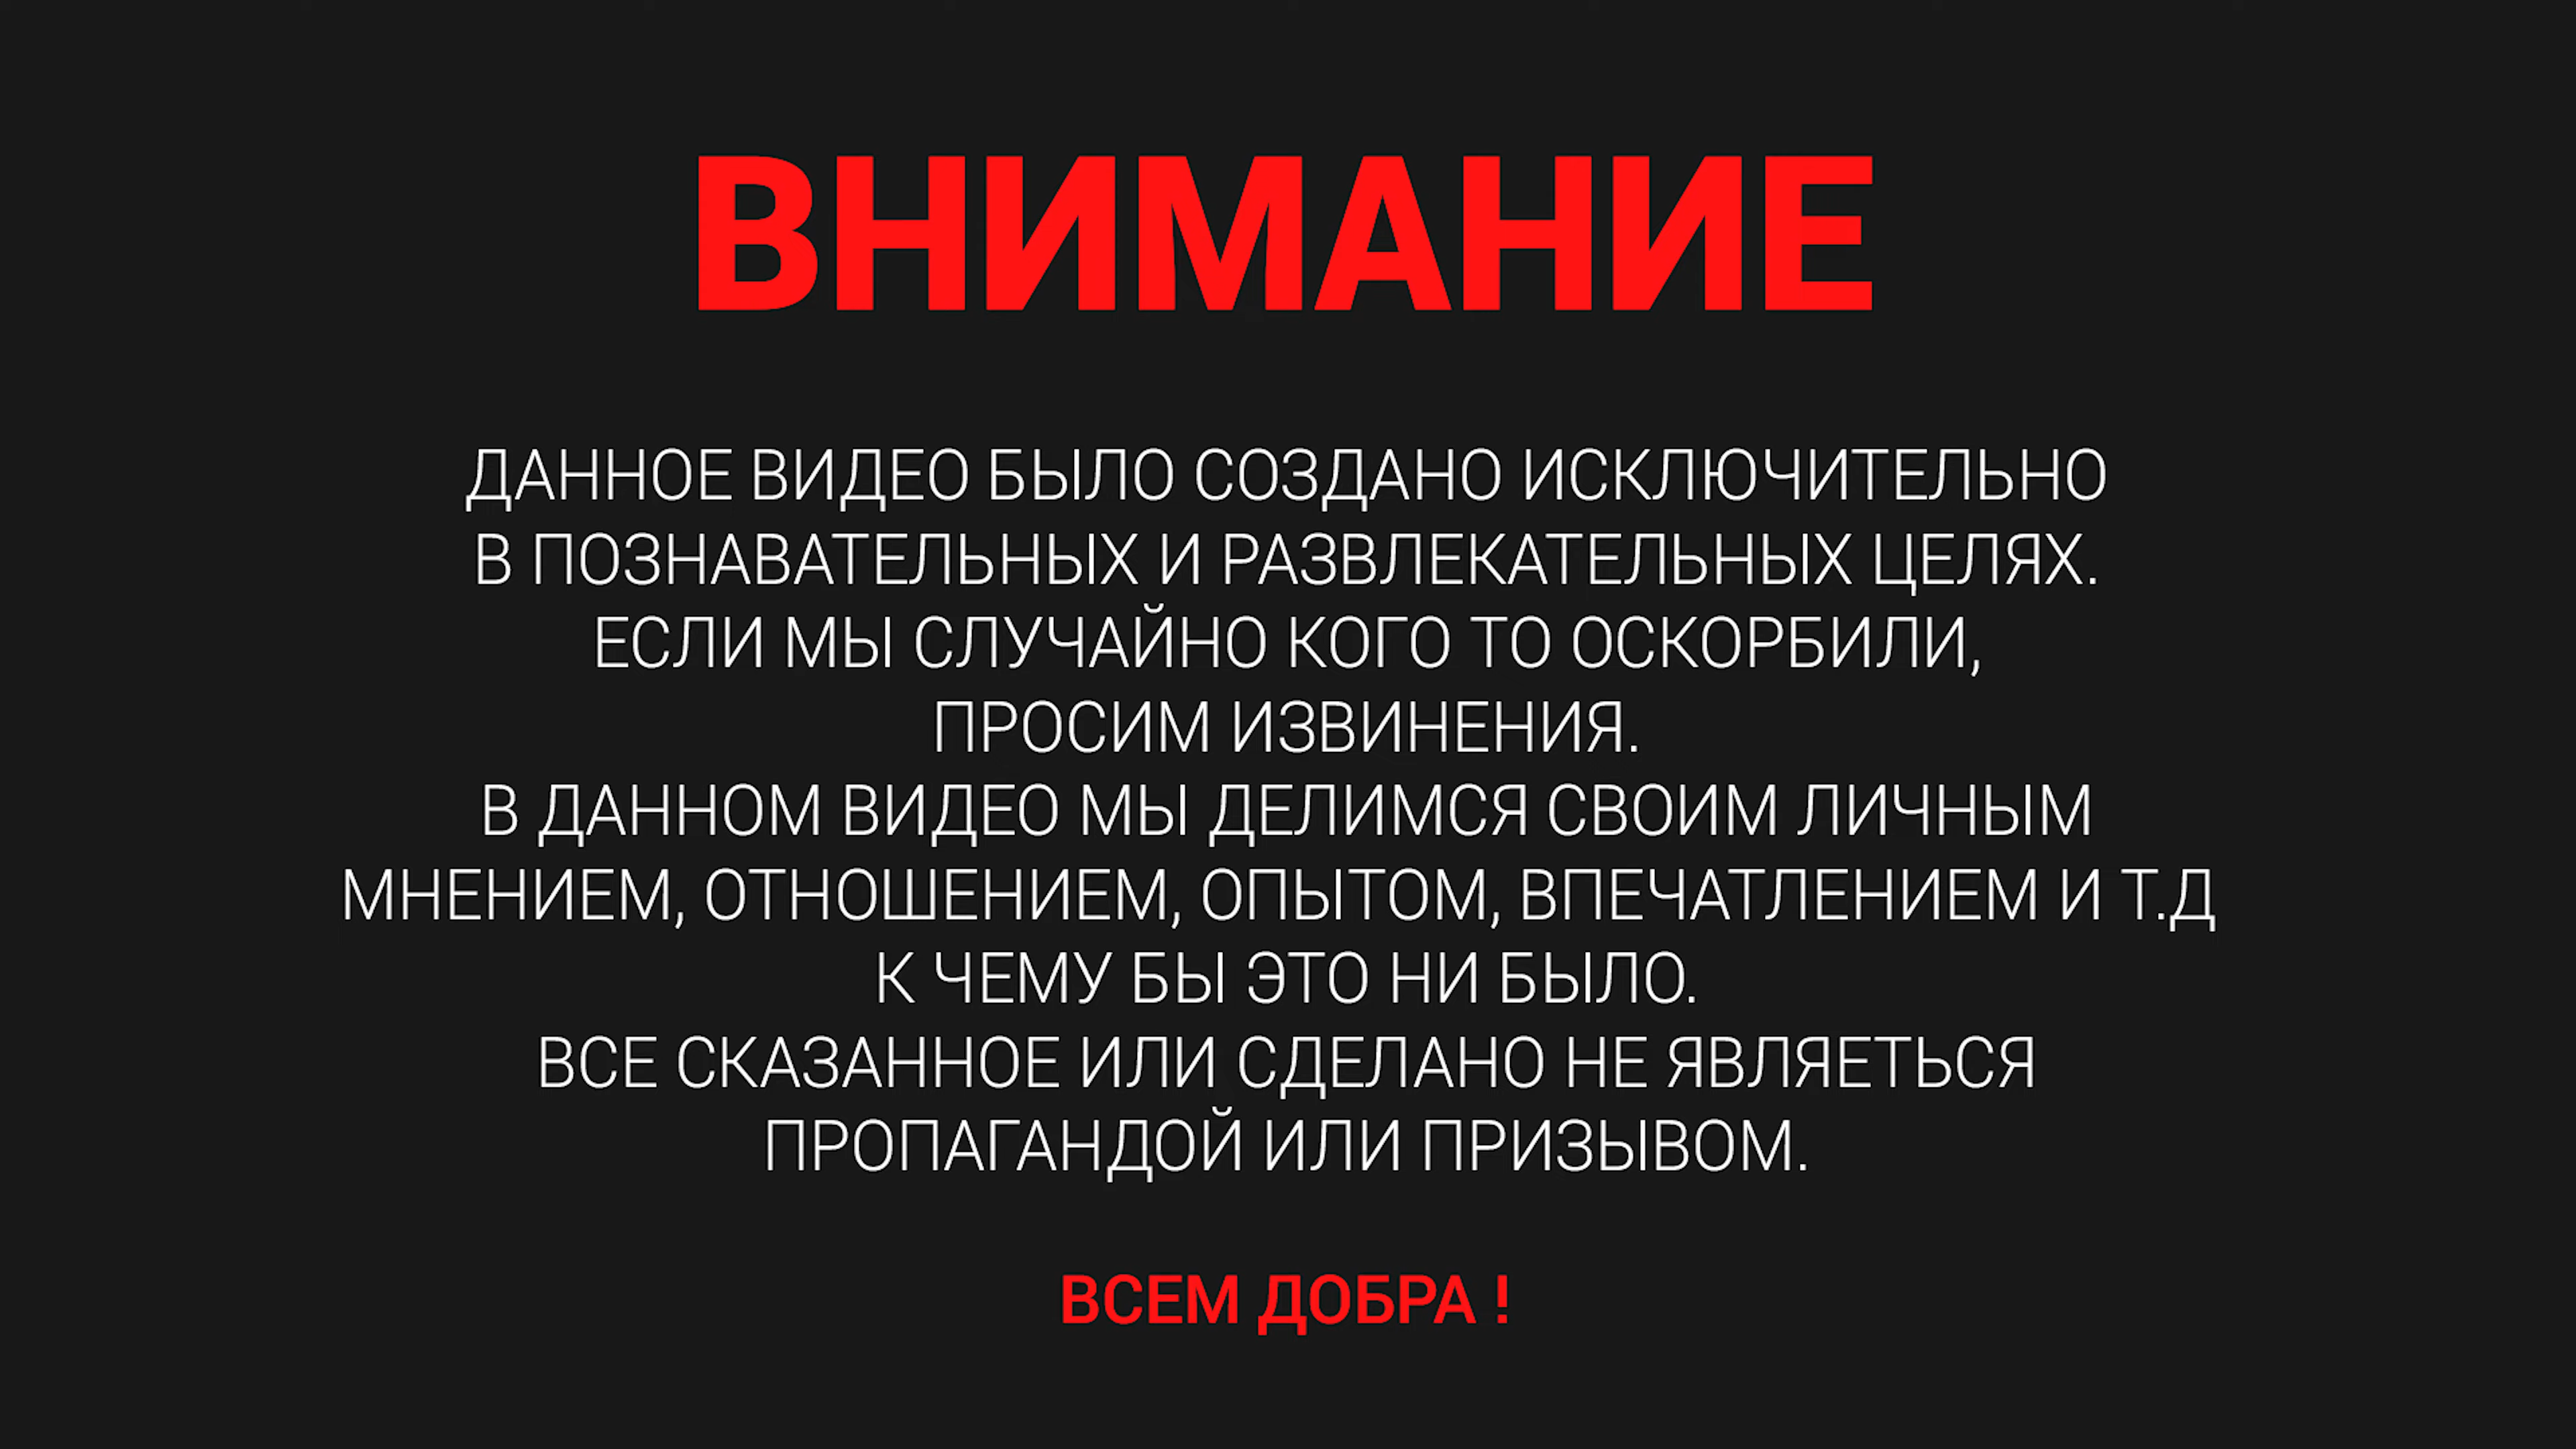 ВНИМАНИЕ
ДАННОЕ ВИДЕО БЫЛО СОЗДАНО ИСКЛЮЧИТЕЛЬНО
В ПОЗНАВАТЕЛЬНЫХ И РАЗВЛЕКАТЕЛЬНЫХ ЦЕЛЯХ.
ЕСЛИ МЫ СЛУЧАЙНО КОГО ТО ОСКОРБИЛИ,
ПРОСИМ ИЗВИНЕНИЯ.
В ДАННОМ ВИДЕО МЫ ДЕЛИМСЯ СВОИМ ЛИЧНЫМ
МНЕНИЕМ, ОТНОШЕНИЕМ, ОПЫТОМ, ВПЕЧАТЛЕНИЕМ И Т.Д
К ЧЕМУ БЫ ЭТО НИ БЫЛО.
ВСЕ СКАЗАННОЕ ИЛИ СДЕЛАНО НЕ ЯВЛЯЕТЬСЯ
ПРОПАГАНДОЙ ИЛИ ПРИЗЫВОМ.
ВСЕМ ДОБРА !